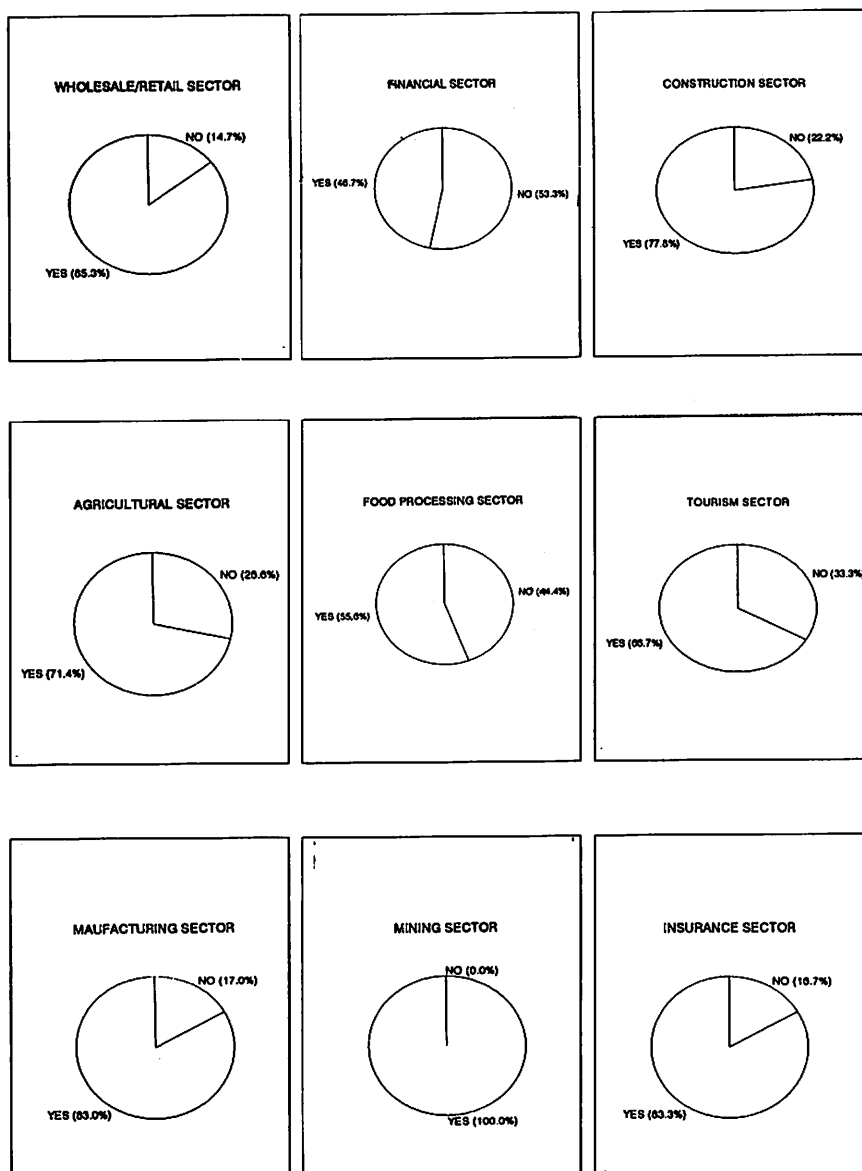 WHOLESALE/RETAIL SECTOR
NO (14.7%)
YES (85.3%)
FINANCIAL SECTOR
YES (46.7%)
NO (53.3%)
CONSTRUCTION SECTOR
NO (22.2%)
YES (77.8%)
AGRICULTURAL SECTOR
NO (28.6%)
YES (71.4%)
FOOD PROCESSING SECTOR
NO (44.4%)
YES (55.6%)
TOURISM SECTOR
NO (33.3%)
YES (66.7%)
MAUFACTURING SECTOR
NO (17.0%)
YES (83.0%)
MINING SECTOR
NO (0.0%)
YES (100.0%)
INSURANCE SECTOR
NO (16.7%)
YES (83.3%)